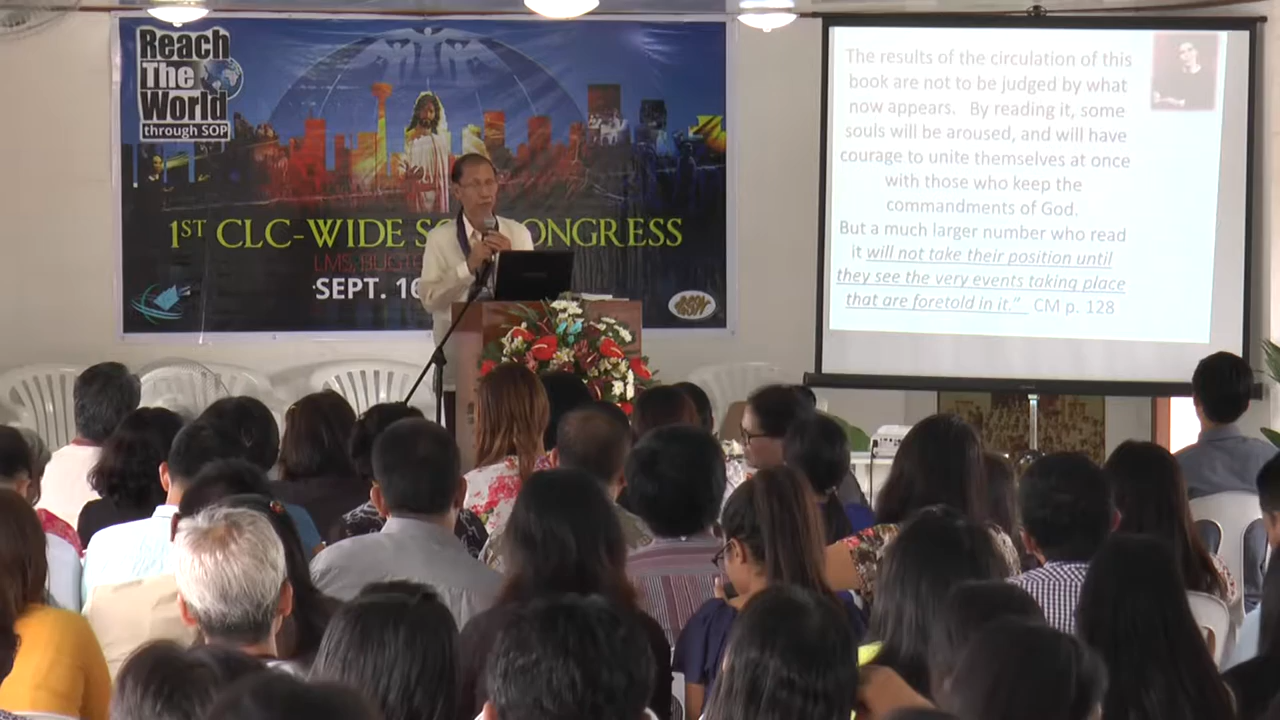 Reach
The
World
through SOP
1ST CLC-WIDE SO CONGRESS
LMS, BUG
SEPT. 16
The results of the circulation of this
book are not to be judged by what
now appears. By reading it, some
souls will be aroused, and will have
courage to unite themselves at once
with those who keep the
commandments of God.
But a much larger number who read
it will not take their position until
they see the very events taking place
that are foretold in it.” CM p. 128